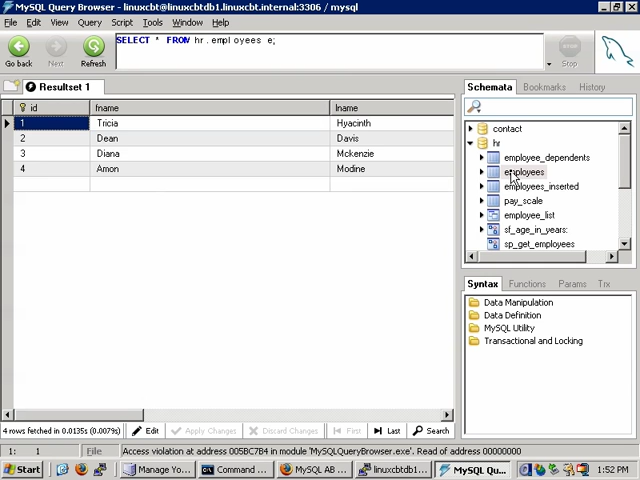 MySQL Query Browser - linuxcbt@linuxcbtdb1.linuxcbt.internal:3306 / mysql
File Edit View Query Script Tools Window Help
Go back Next Refresh
SELECT * FROM hr.employees e;
Stop
Resultset 1
Schemata Bookmarks History
id fname lname
1 Tricia Hyacinth
2 Dean Davis
3 Diana Mckenzie
4 Amon Modine
contact
hr
employee_dependents
employees
employees_inserted
pay_scale
employee_list
sf_age_in_years:
sp_get_employees
Syntax Functions Params Trx
Data Manipulation
Data Definition
MySQL Utility
Transactional and Locking
4 rows fetched in 0.0135s (0.0079s) Edit Apply Changes Discard Changes First Last Search
1: 1 File Access violation at address 005BC7B4 in module 'MySQLQueryBrowser.exe'. Read of address 00000000
Start Manage Yo... Command ... MySQL AB ... linuxcbtdb1... MySQL Qu... 1:52 PM